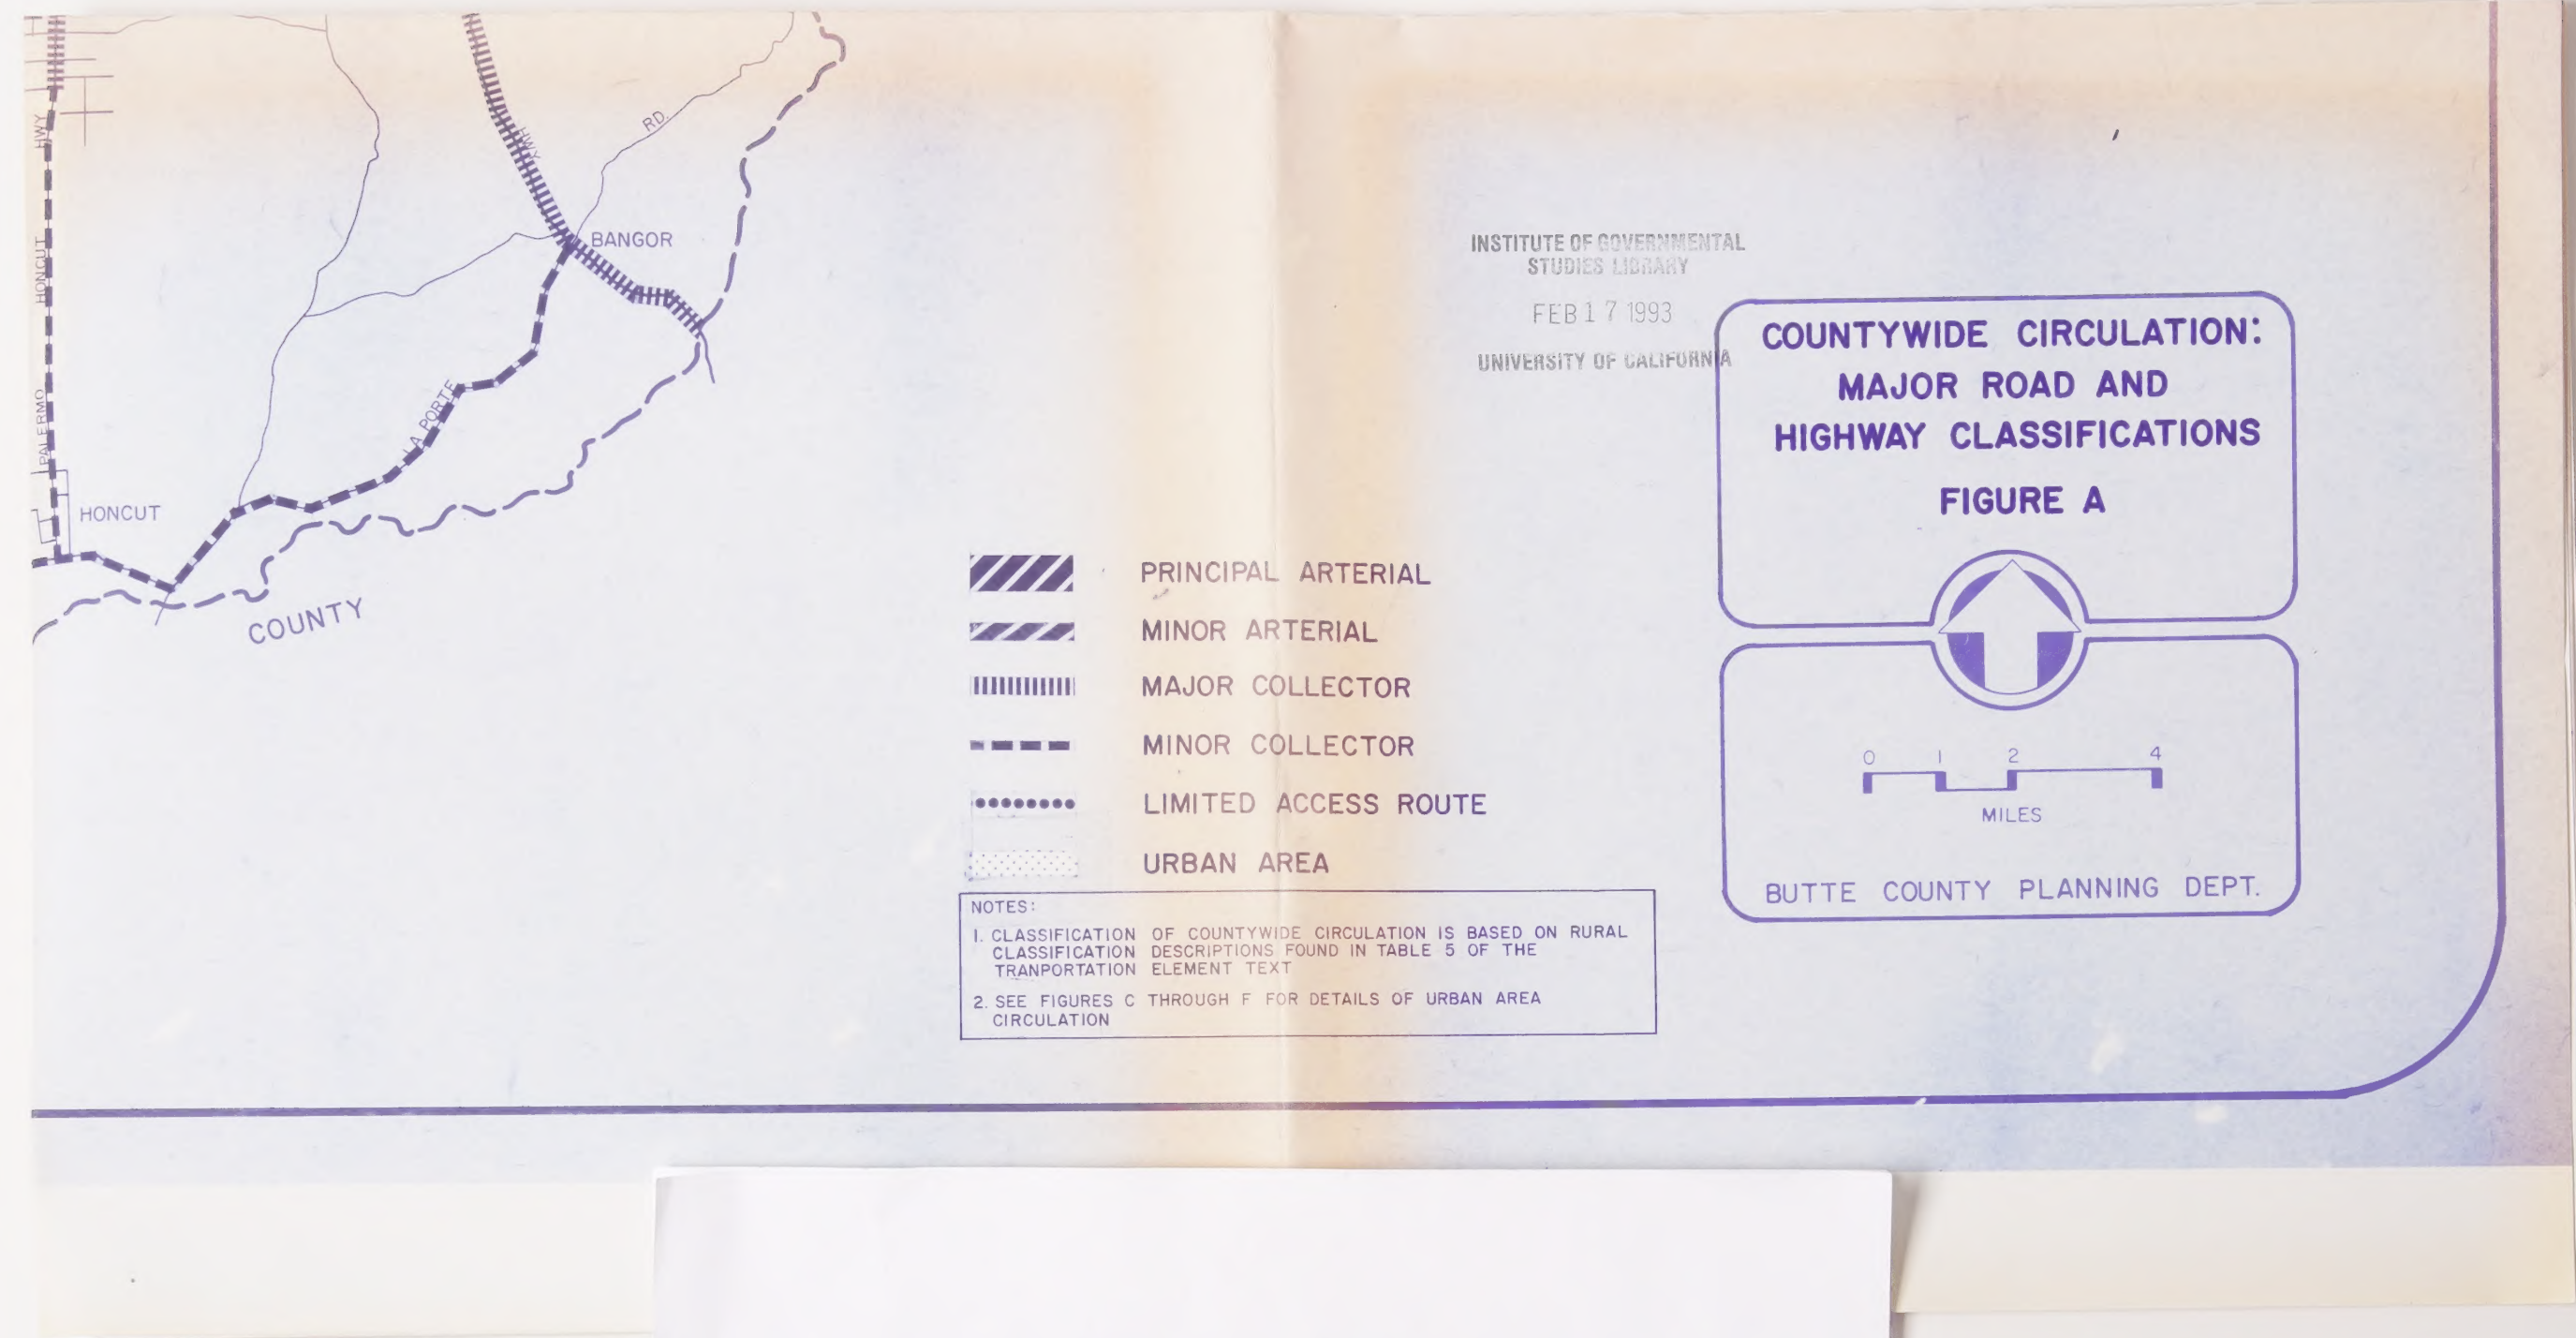 HWY
HONCUT
PALERMO
HONCUT
HWY
RD.
BANGOR
LA PORTE
COUNTY
INSTITUTE OF GOVERNMENTAL
STUDIES LIBRARY
FEB 17 1993
UNIVERSITY OF CALIFORNIA
COUNTYWIDE CIRCULATION:
MAJOR ROAD AND
HIGHWAY CLASSIFICATIONS
FIGURE A
PRINCIPAL ARTERIAL
MINOR ARTERIAL
MAJOR COLLECTOR
MINOR COLLECTOR
LIMITED ACCESS ROUTE
URBAN AREA
NOTES:
1. CLASSIFICATION OF COUNTYWIDE CIRCULATION IS BASED ON RURAL
CLASSIFICATION DESCRIPTIONS FOUND IN TABLE 5 OF THE
TRANPORTATION ELEMENT TEXT
2. SEE FIGURES C THROUGH F FOR DETAILS OF URBAN AREA
CIRCULATION
0 1 2 4
MILES
BUTTE COUNTY PLANNING DEPT.